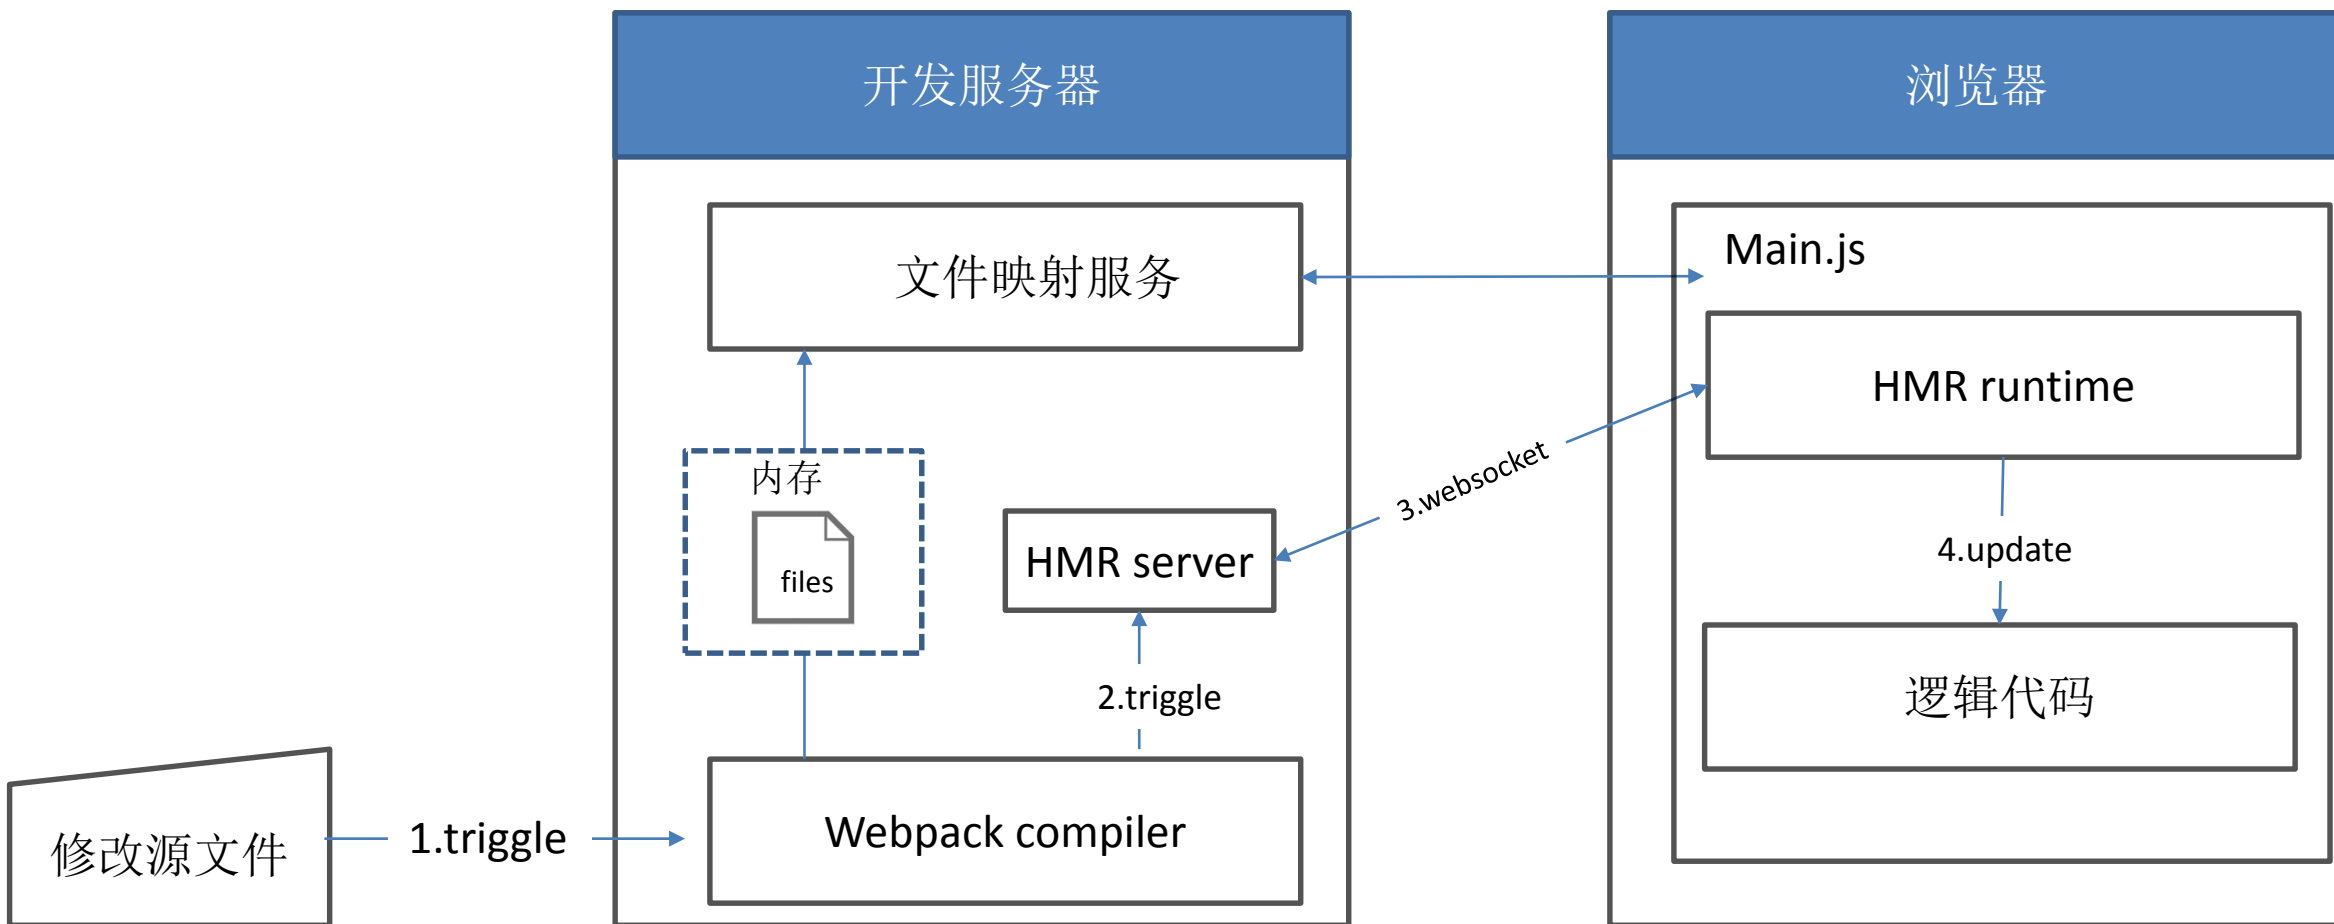 开发服务器
浏览器
文件映射服务
Main.js
HMR runtime
内存
files
HMR server
3.websocket
4.update
2.triggle
逻辑代码
修改源文件
1.triggle
Webpack compiler